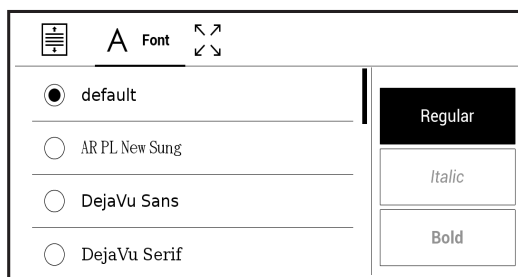 A Font
default
AR PL New Sung
DejaVu Sans
DejaVu Serif
Regular
Italic
Bold